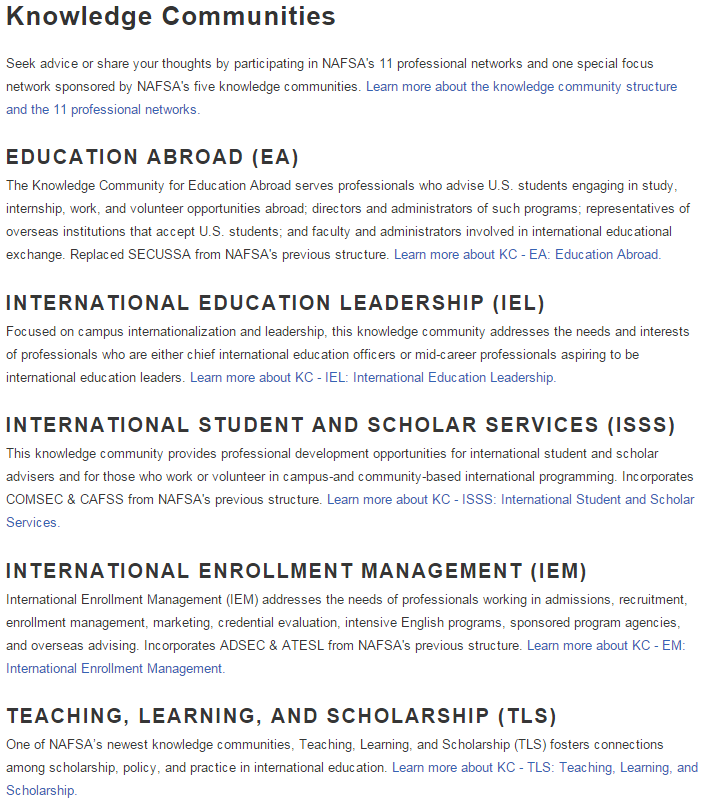 Knowledge Communities
Seek advice or share your thoughts by participating in NAFSA's 11 professional networks and one special focus
network sponsored by NAFSA's five knowledge communities. Learn more about the knowledge community structure
and the 11 professional networks.
EDUCATION ABROAD (EA)
The Knowledge Community for Education Abroad serves professionals who advise U.S. students engaging in study,
internship, work, and volunteer opportunities abroad; directors and administrators of such programs; representatives of
overseas institutions that accept U.S. students; and faculty and administrators involved in international educational
exchange. Replaced SECUSSA from NAFSA's previous structure. Learn more about KC - EA: Education Abroad.
INTERNATIONAL EDUCATION LEADERSHIP (IEL)
Focused on campus internationalization and leadership, this knowledge community addresses the needs and interests
of professionals who are either chief international education officers or mid-career professionals aspiring to be
international education leaders. Learn more about KC - IEL: International Education Leadership.
INTERNATIONAL STUDENT AND SCHOLAR SERVICES (ISSS)
This knowledge community provides professional development opportunities for international student and scholar
advisers and for those who work or volunteer in campus-and community-based international programming. Incorporates
COMSEC & CAFSS from NAFSA's previous structure. Learn more about KC - ISSS: International Student and Scholar
Services.
INTERNATIONAL ENROLLMENT MANAGEMENT (IEM)
International Enrollment Management (IEM) addresses the needs of professionals working in admissions, recruitment,
enrollment management, marketing, credential evaluation, intensive English programs, sponsored program agencies,
and overseas advising. Incorporates ADSEC & ATESL from NAFSA's previous structure. Learn more about KC - EM:
International Enrollment Management.
TEACHING, LEARNING, AND SCHOLARSHIP (TLS)
One of NAFSA's newest knowledge communities, Teaching, Learning, and Scholarship (TLS) fosters connections
among scholarship, policy, and practice in international education. Learn more about KC - TLS: Teaching, Learning, and
Scholarship.